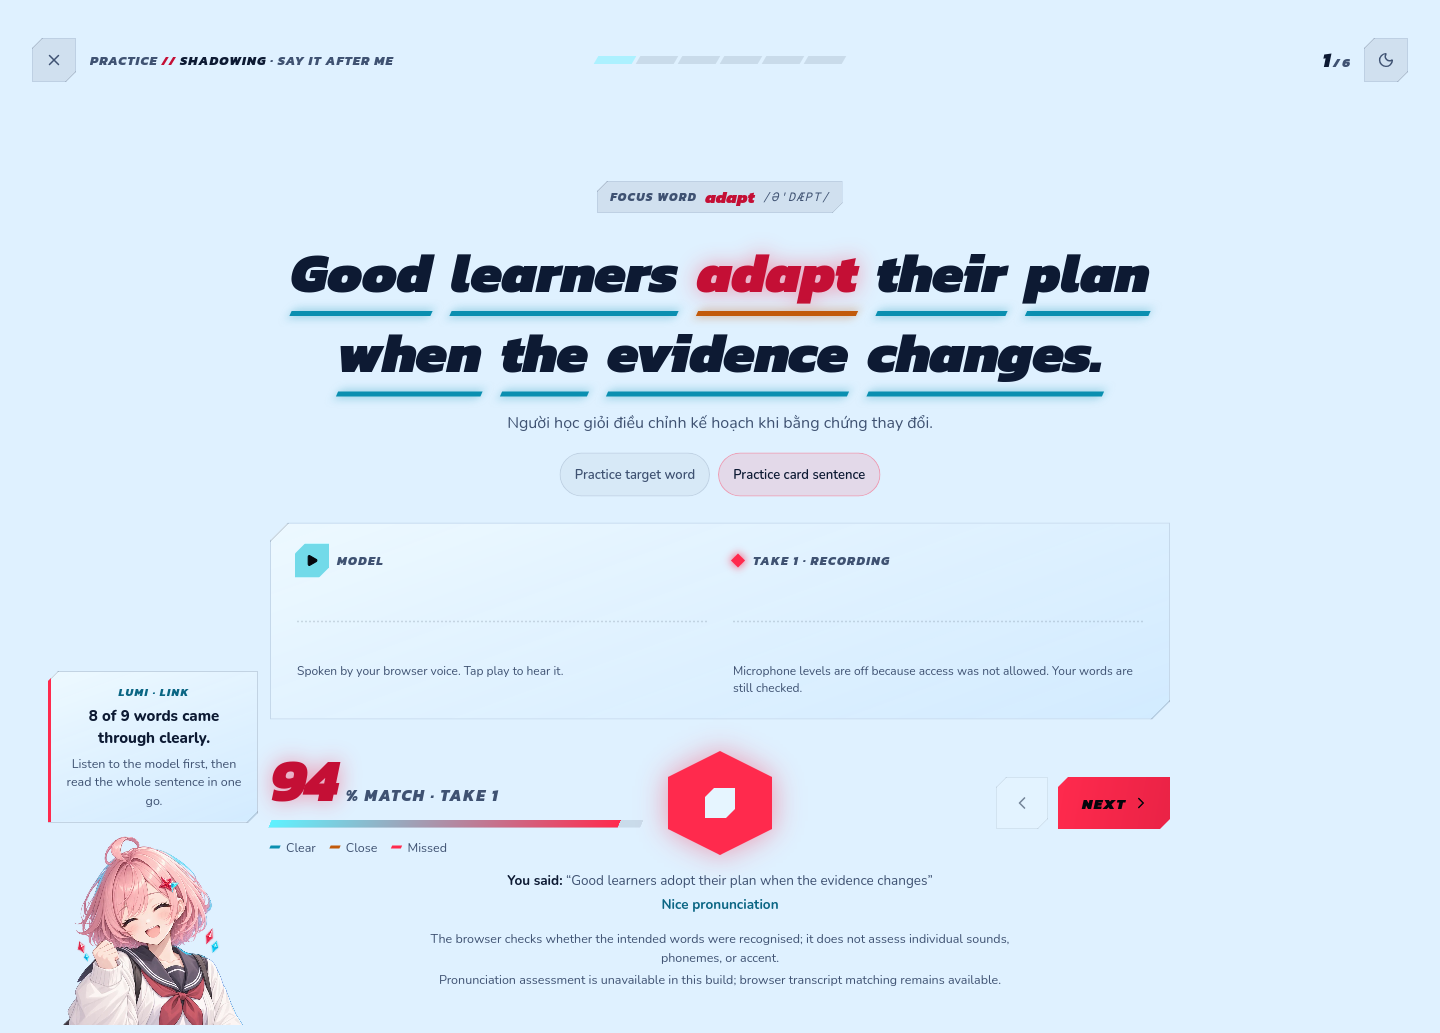 PRACTICE // SHADOWING · SAY IT AFTER ME
1 / 6
FOCUS WORD adapt /ə'dÆPT/
Good learners adapt their plan
when the evidence changes.
Người học giỏi điều chỉnh kế hoạch khi bằng chứng thay đổi.
Practice target word
Practice card sentence
MODEL
TAKE 1 · RECORDING
Spoken by your browser voice. Tap play to hear it.
Microphone levels are off because access was not allowed. Your words are
still checked.
LUMI · LINK
8 of 9 words came
through clearly.
Listen to the model first, then
read the whole sentence in one
go.
94 % MATCH · TAKE 1
Clear Close Missed
NEXT
You said: “Good learners adopt their plan when the evidence changes”
Nice pronunciation
The browser checks whether the intended words were recognised; it does not assess individual sounds,
phonemes, or accent.
Pronunciation assessment is unavailable in this build; browser transcript matching remains available.